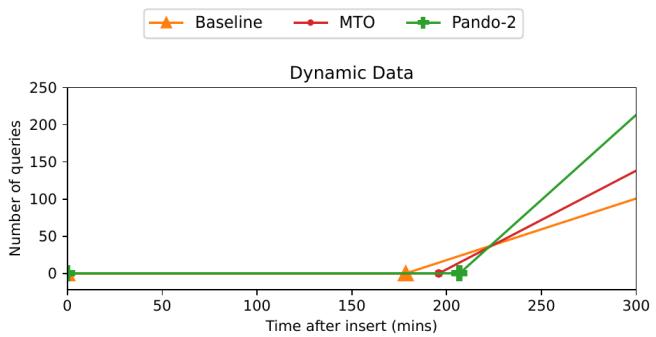 Baseline MTO Pando-2
Dynamic Data
Number of queries
250
200
150
100
50
0
0 50 100 150 200 250 300
Time after insert (mins)